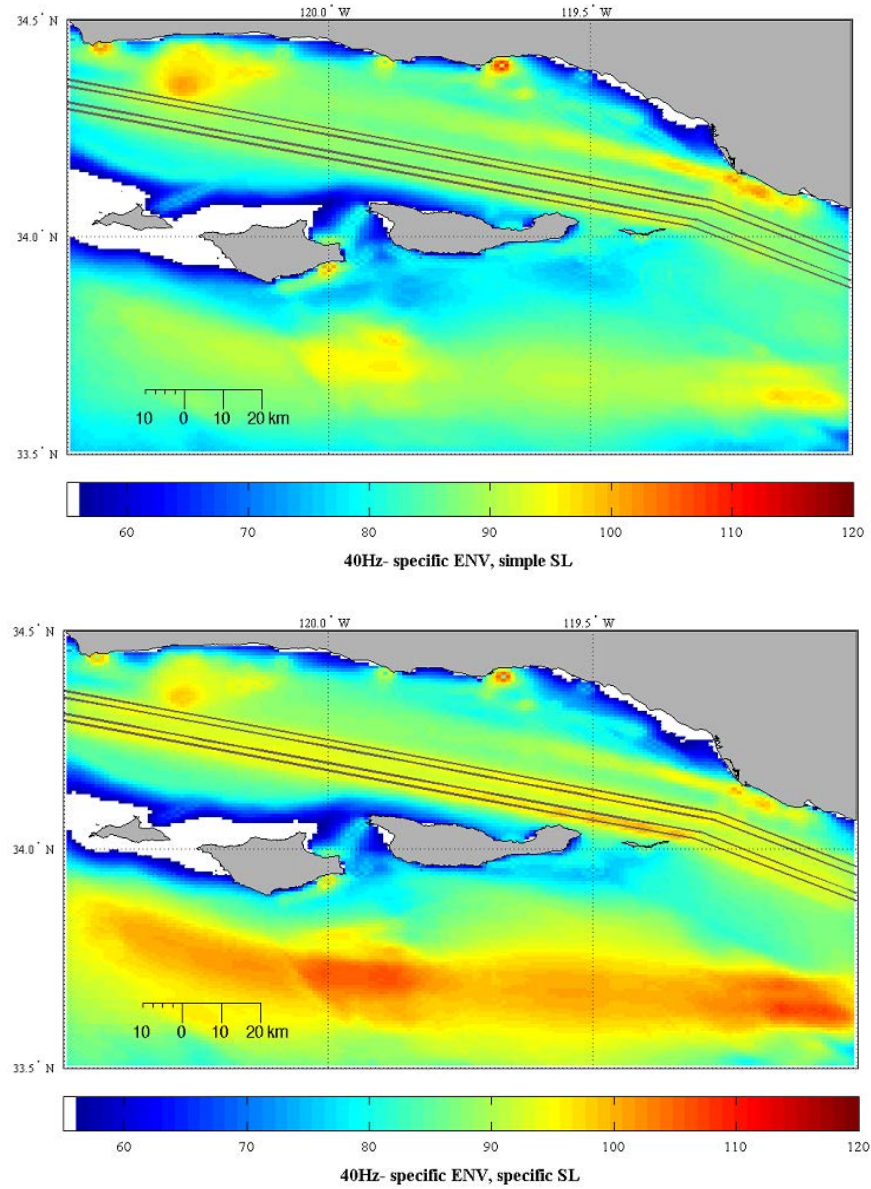 120.0° W 119.5° W
34.5° N
34.0° N
10 0 10 20 km
33.5° N
60 70 80 90 100 110 120
40Hz- specific ENV, simple SL
120.0° W 119.5° W
34.5° N
34.0° N
10 0 10 20 km
33.5° N
60 70 80 90 100 110 120
40Hz- specific ENV, specific SL